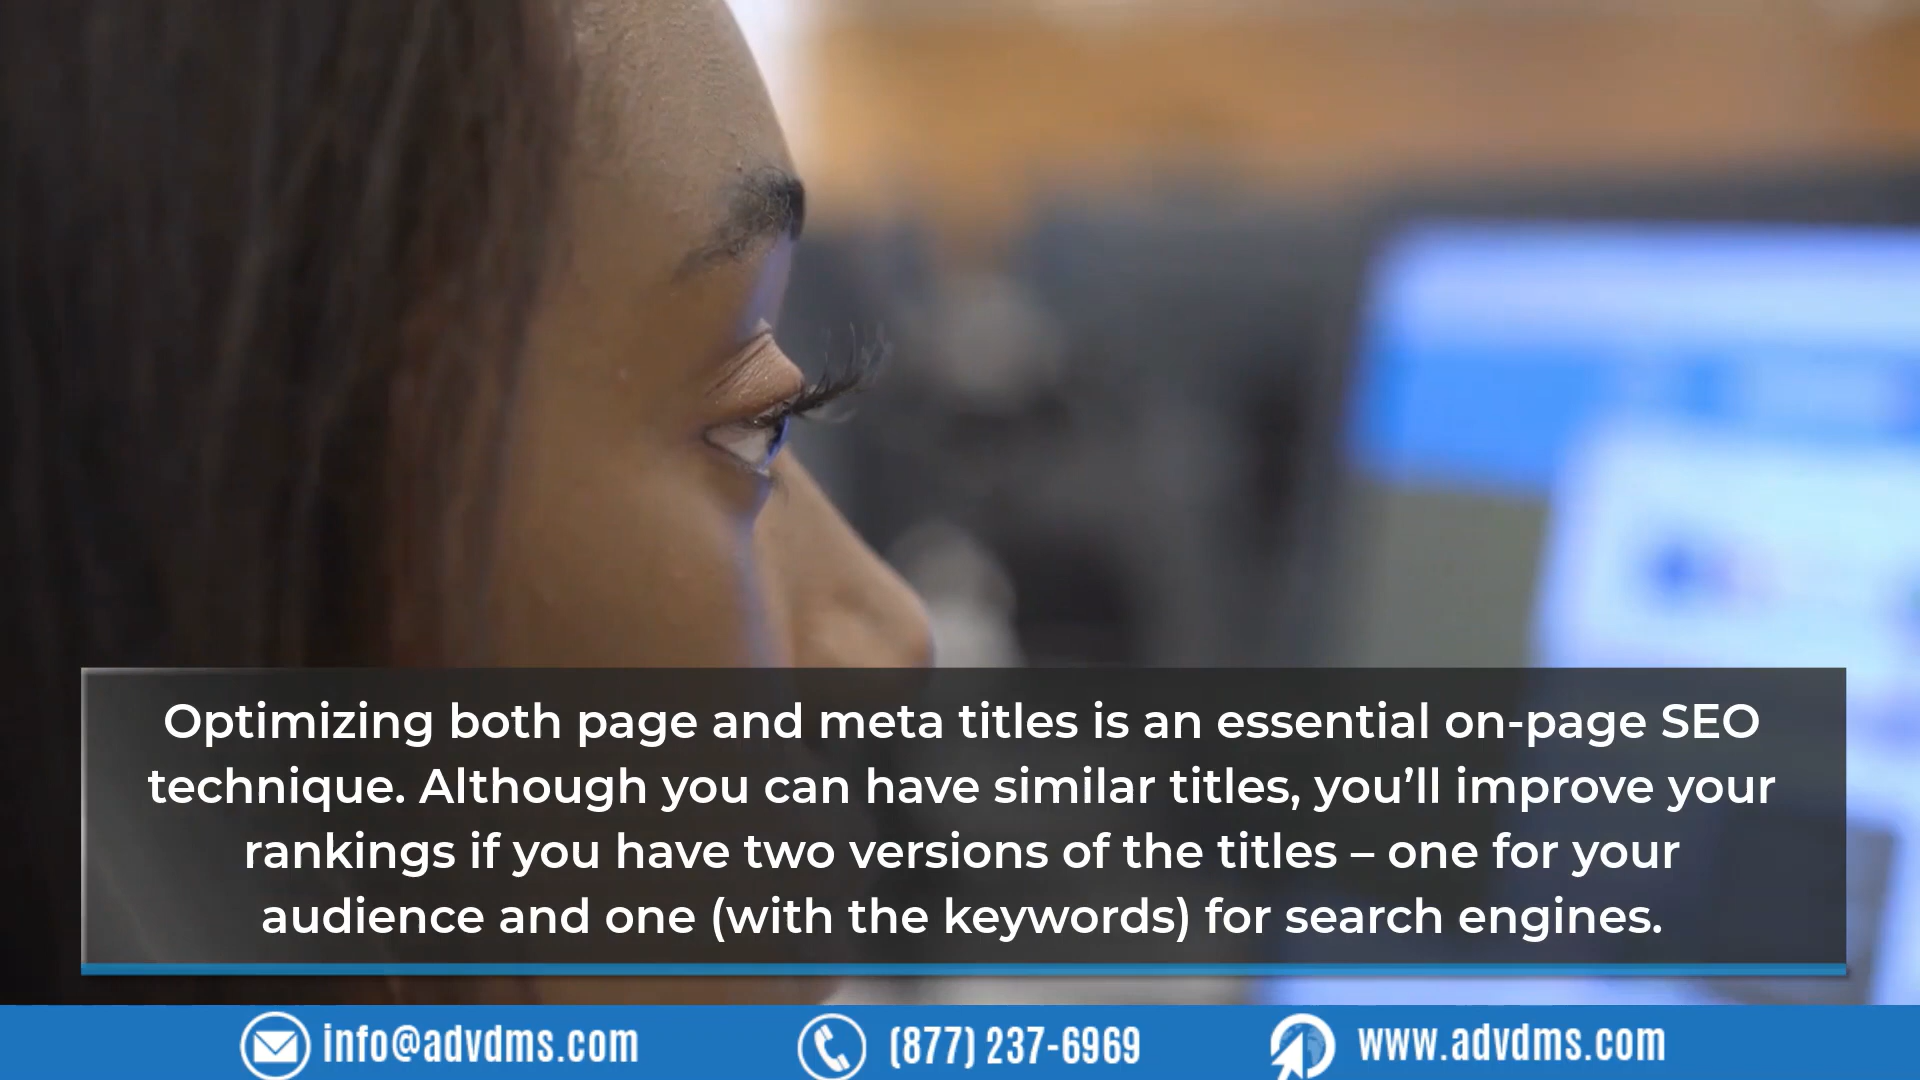 Optimizing both page and meta titles is an essential on-page SEO
technique. Although you can have similar titles, you’ll improve your
rankings if you have two versions of the titles – one for your
audience and one (with the keywords) for search engines.
info@advdms.com (877) 237-6969 www.advdms.com